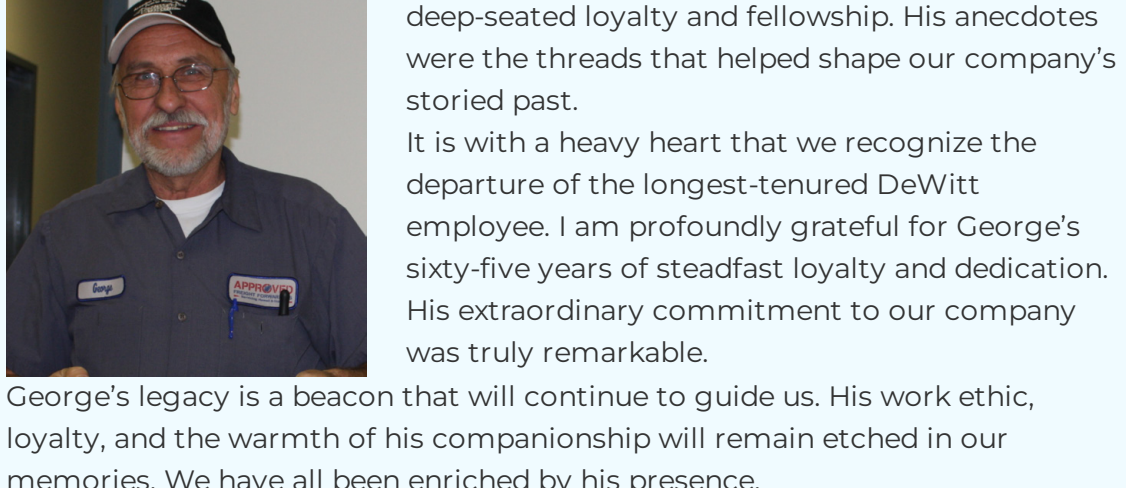 deep-seated loyalty and fellowship. His anecdotes
were the threads that helped shape our company’s
storied past.
It is with a heavy heart that we recognize the
departure of the longest-tenured DeWitt
employee. I am profoundly grateful for George’s
sixty-five years of steadfast loyalty and dedication.
His extraordinary commitment to our company
was truly remarkable.
George
APPROVED
George’s legacy is a beacon that will continue to guide us. His work ethic,
loyalty, and the warmth of his companionship will remain etched in our
memories. We have all been enriched by his presence.